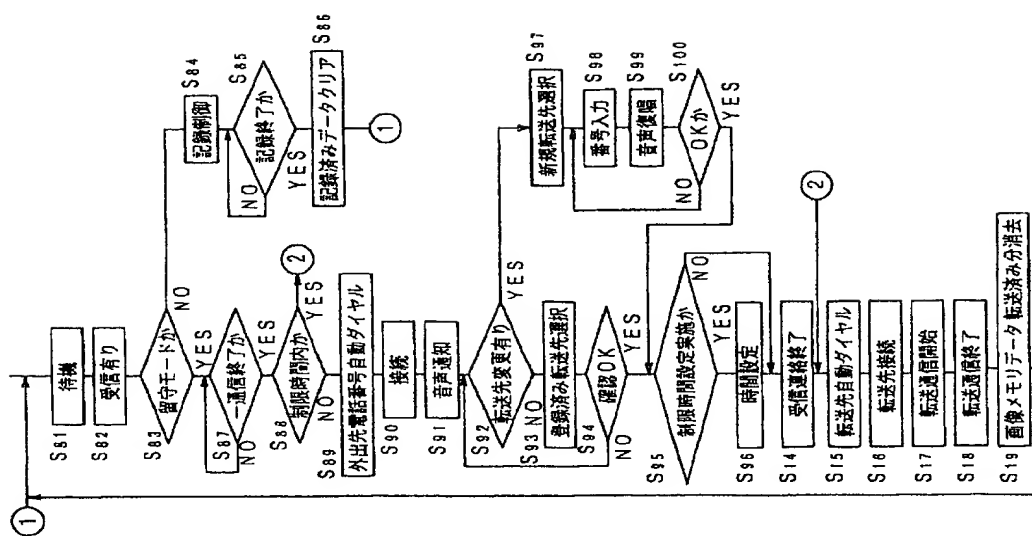 ①
S81
待機
S82
受信有り
S83
留守モードか
NO
YES
S84
記録制御
S85
記録終了か
NO
YES
S86
記録済みデータクリア
①
S87
一通信終了か
NO
YES
S88
制限時間内か
YES
②
NO
S89
外出先電話番号自動ダイヤル
S90
接続
S91
音声通知
S92
転送先変更有り
YES
NO
S93
登録済み転送先選択
S94
確認OK
NO
YES
S97
新規転送先選択
S98
番号入力
S99
音声復唱
S100
OKか
NO
YES
S95
制限時間設定実施か
NO
YES
S96
時間設定
S14
受信連終了
②
S15
転送先自動ダイヤル
S16
転送先接続
S17
転送通信開始
S18
転送通信終了
S19
画像メモリデータ転送済み分消去